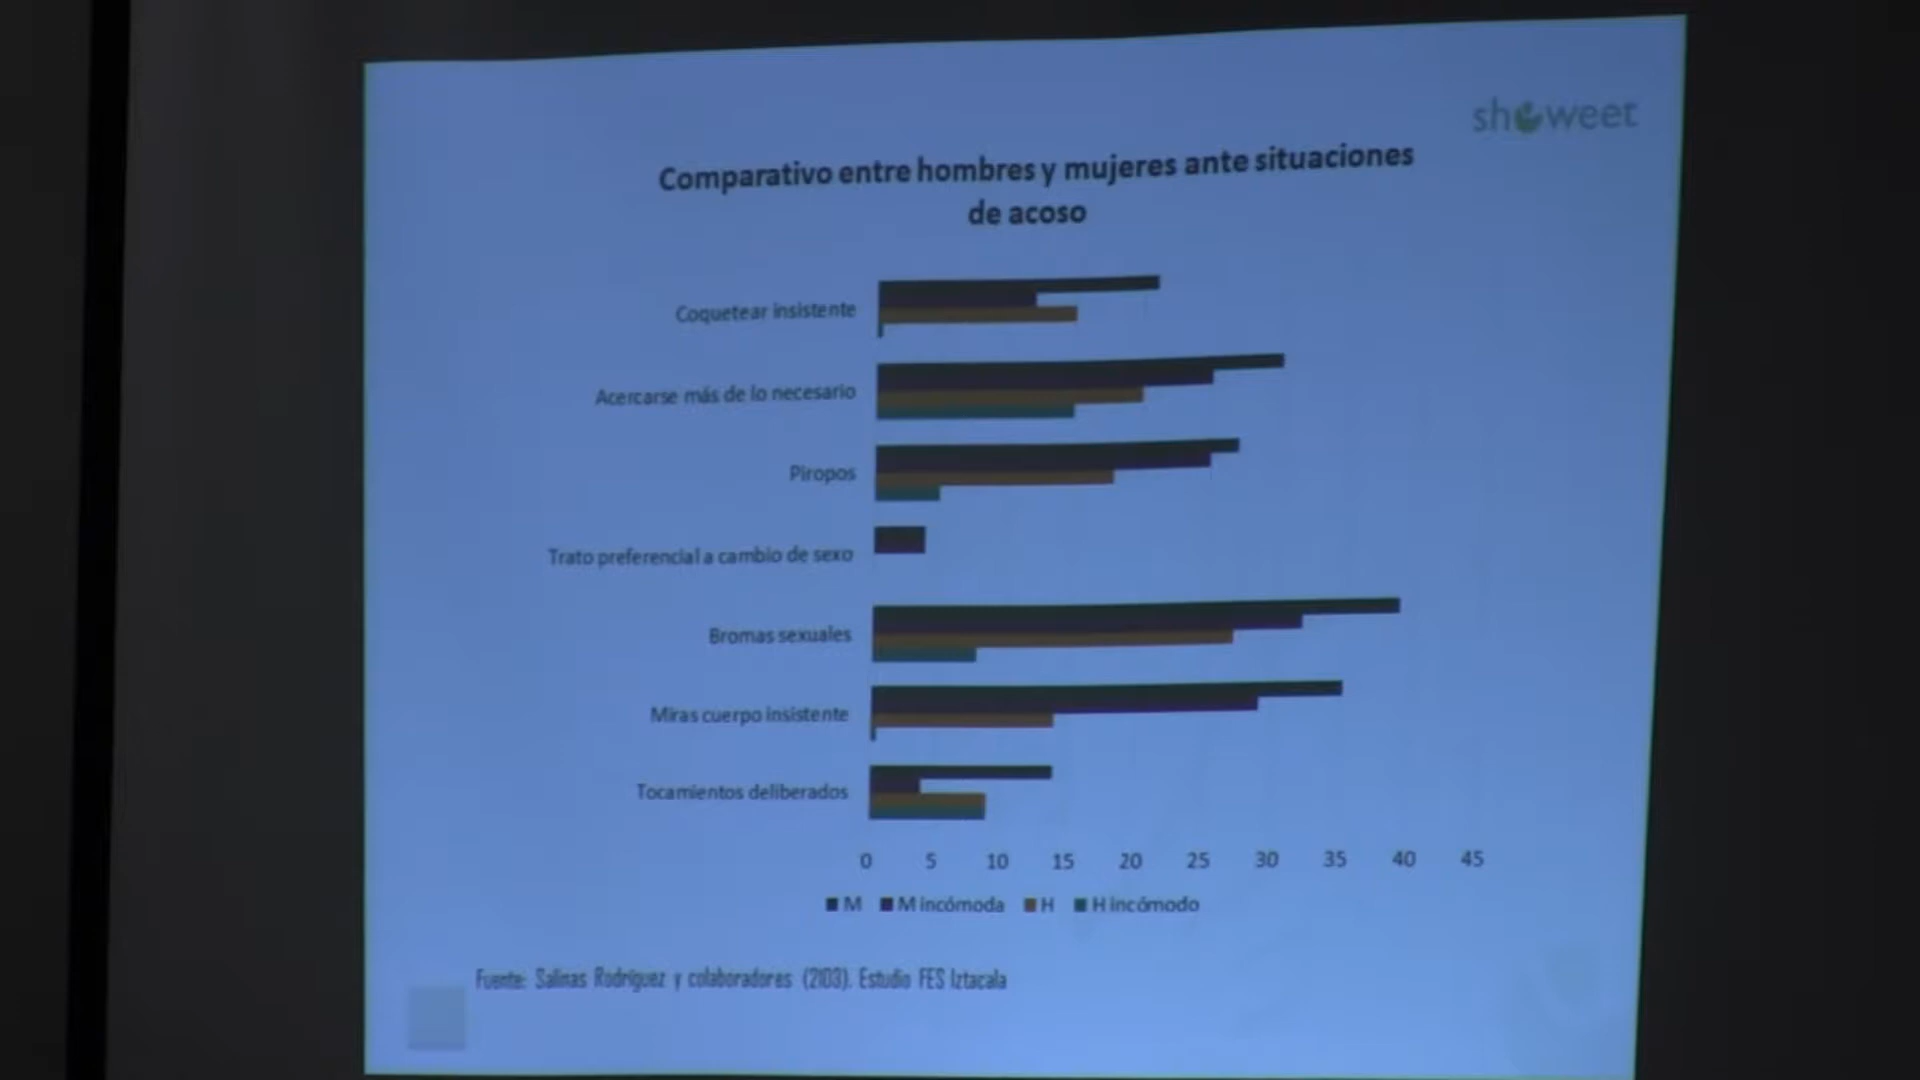 showeet
Comparativo entre hombres y mujeres ante situaciones
de acoso
Coquetear insistente
Acercarse más de lo necesario
Piropos
Trato preferencial a cambio de sexo
Bromas sexuales
Miras cuerpo insistente
Tocamientos deliberados
0 5 10 15 20 25 30 35 40 45
M M incómoda H H incómodo
Fuente: Salinas Rodríguez y colaboradores (2103). Estudio FES Iztacala